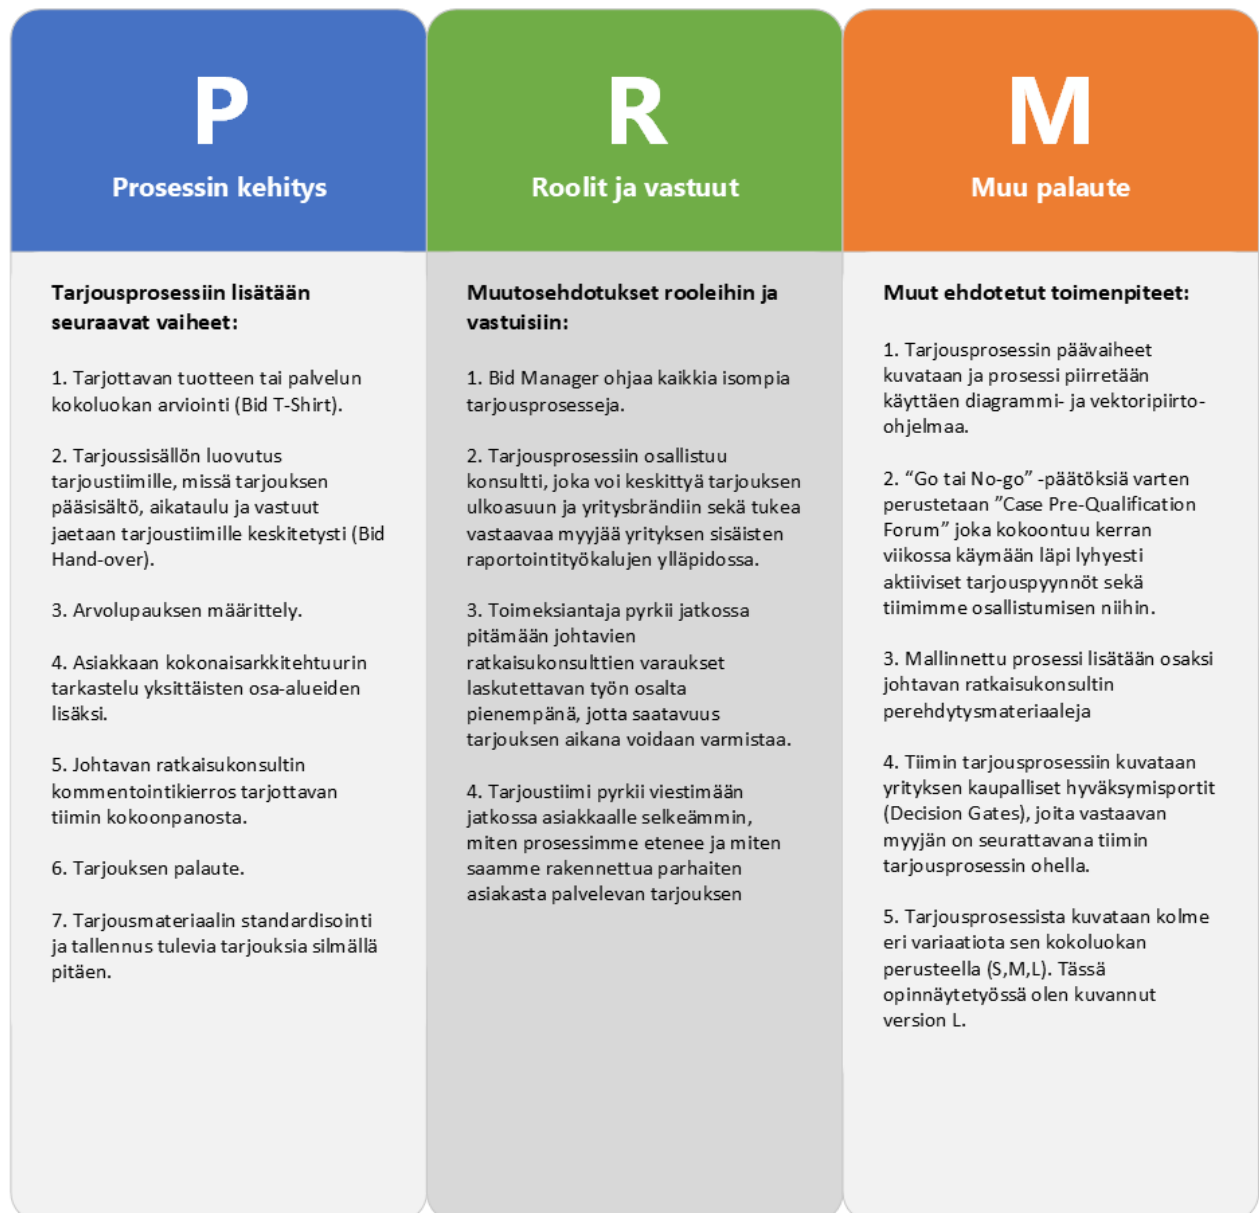 P
Prosessin kehitys
Tarjousprosessiin lisätään
seuraavat vaiheet:
1. Tarjottavan tuotteen tai palvelun
kokoluokan arviointi (Bid T-Shirt).
2. Tarjoussisällön luovutus
tarjoustiimille, missä tarjouksen
pääsisältö, aikataulu ja vastuut
jaetaan tarjoustiimille keskitetysti (Bid
Hand-over).
3. Arvolupauksen määrittely.
4. Asiakkaan kokonaisarkkitehtuurin
tarkastelu yksittäisten osa-alueiden
lisäksi.
5. Johtavan ratkaisukonsultin
kommentointikierros tarjottavan
tiimin kokoonpanosta.
6. Tarjouksen palaute.
7. Tarjousmateriaalin standardisointi
ja tallennus tulevia tarjouksia silmällä
pitäen.
R
Roolit ja vastuut
Muutosehdotukset rooleihin ja
vastuisiin:
1. Bid Manager ohjaa kaikkia isompia
tarjousprosesseja.
2. Tarjousprosessiin osallistuu
konsultti, joka voi keskittyä tarjouksen
ulkoasuun ja yritysbrändiin sekä tukea
vastaavaa myyjää yrityksen sisäisten
raportointityökalujen ylläpidossa.
3. Toimeksiantaja pyrkii jatkossa
pitämään johtavien
ratkaisukonsulttien varaukset
laskutettavan työn osalta
pienempänä, jotta saatavuus
tarjouksen aikana voidaan varmistaa.
4. Tarjoustiimi pyrkii viestimään
jatkossa asiakkaalle selkeämmin,
miten prosessimme etenee ja miten
saamme rakennettua parhaiten
asiakasta palvelevan tarjouksen
M
Muu palaute
Muut ehdotetut toimenpiteet:
1. Tarjousprosessin päävaiheet
kuvataan ja prosessi piirretään
käyttäen diagrammi- ja vektoripiirto-
ohjelmaa.
2. “Go tai No-go” -päätöksiä varten
perustetaan ”Case Pre-Qualification
Forum” joka kokoontuu kerran
viikossa käymään läpi lyhyesti
aktiiviset tarjouspyynnöt sekä
tiimimme osallistumisen niihin.
3. Mallinnettu prosessi lisätään osaksi
johtavan ratkaisukonsultin
perehdytysmateriaaleja
4. Tiimin tarjousprosessiin kuvataan
yrityksen kaupalliset hyväksymisportit
(Decision Gates), joita vastaavan
myyjän on seurattavana tiimin
tarjousprosessin ohella.
5. Tarjousprosessista kuvataan kolme
eri variaatiota sen kokoluokan
perusteella (S,M,L). Tässä
opinnäytetyössä olen kuvannut
version L.